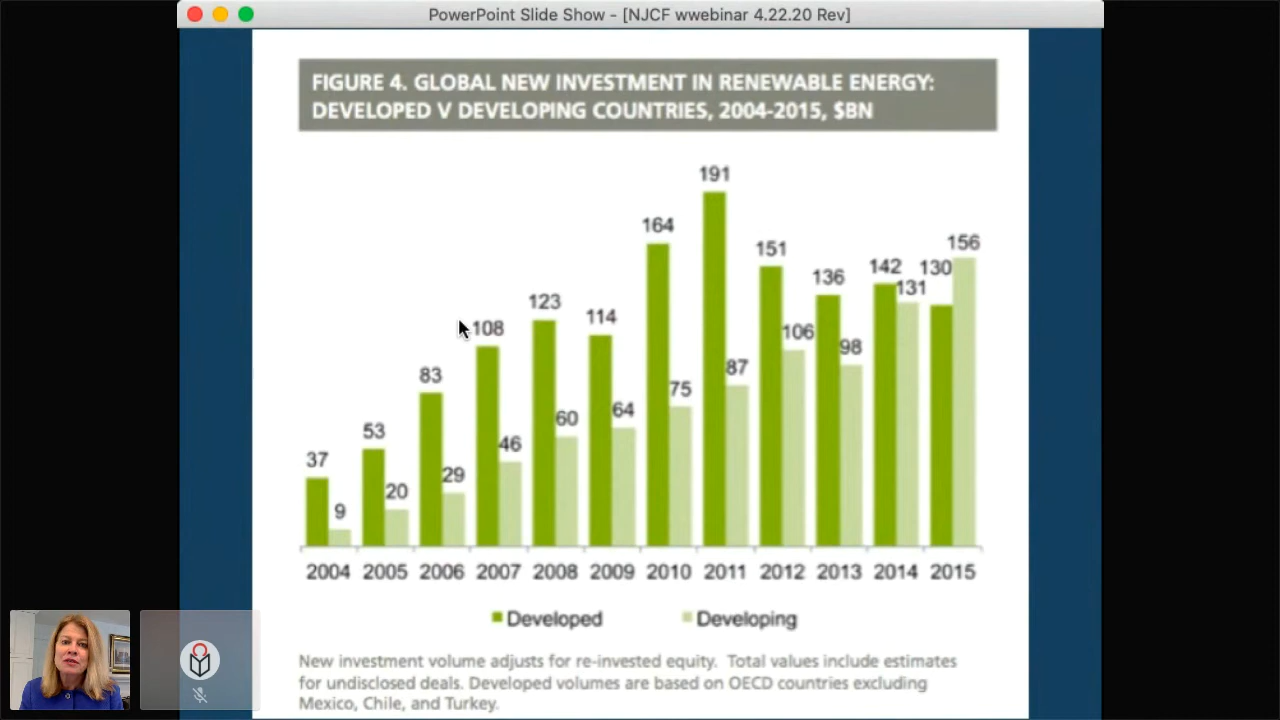 PowerPoint Slide Show - [NJCF wwebinar 4.22.20 Rev]
FIGURE 4. GLOBAL NEW INVESTMENT IN RENEWABLE ENERGY:
DEVELOPED V DEVELOPING COUNTRIES, 2004-2015, $BN
191
164
156
151
142 130
136
131
123
114
108
106
98
87
83
75
64
60
53
46
37
29
20
9
2004 2005 2006 2007 2008 2009 2010 2011 2012 2013 2014 2015
Developed Developing
New investment volume adjusts for re-invested equity. Total values include estimates
for undisclosed deals. Developed volumes are based on OECD countries excluding
Mexico, Chile, and Turkey.